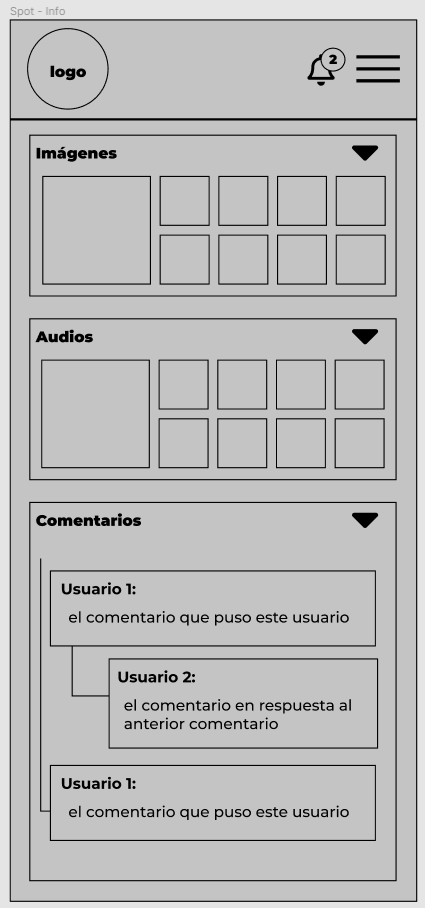 Spot - Info
logo
2
Imágenes
Audios
Comentarios
Usuario 1:
el comentario que puso este usuario
Usuario 2:
el comentario en respuesta al
anterior comentario
Usuario 1:
el comentario que puso este usuario